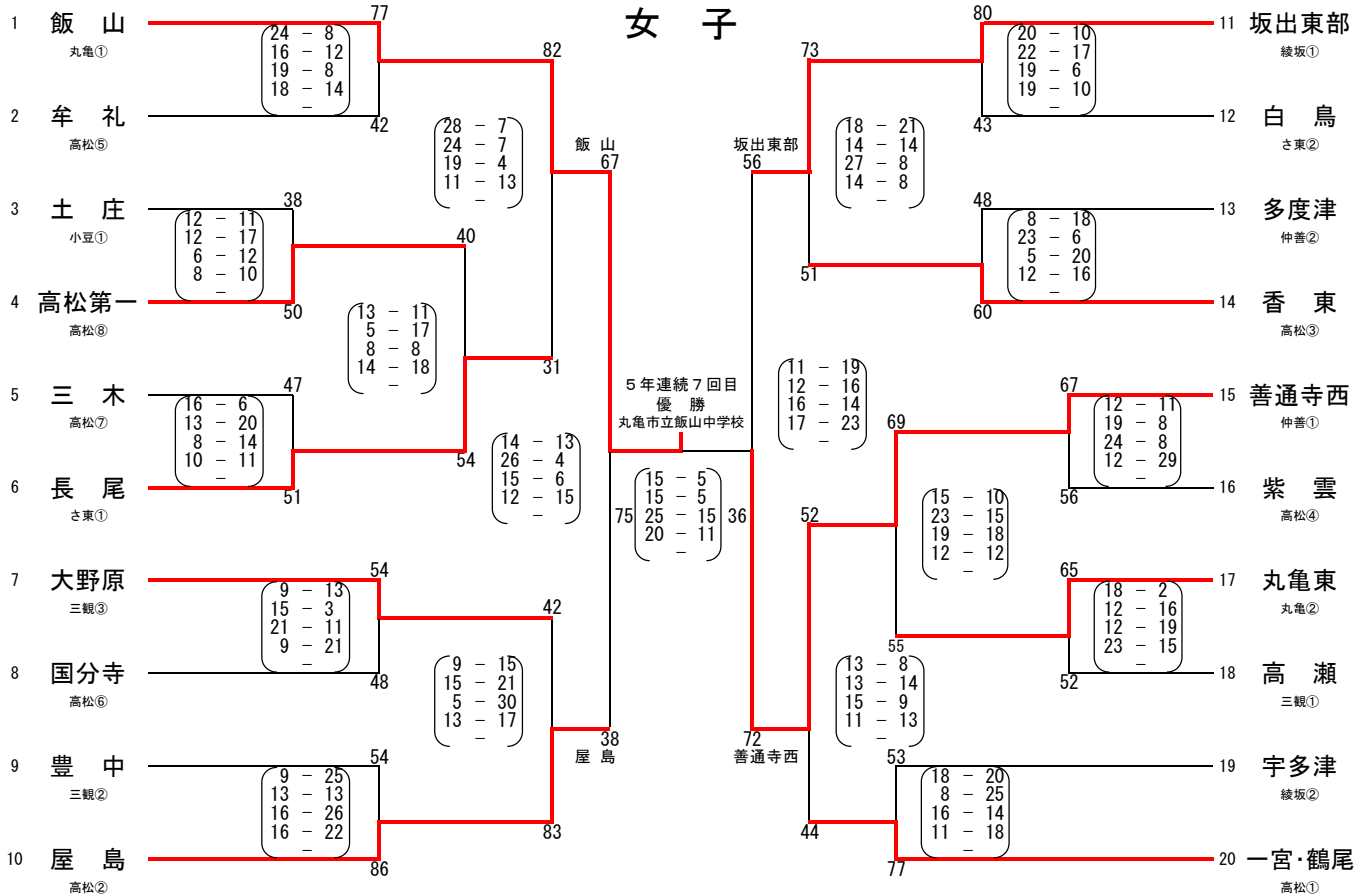 女 子
1 飯 山
丸亀①
2 牟 礼
高松⑤
3 土 庄
小豆①
4 高松第一
高松⑧
5 三 木
高松⑦
6 長 尾
さ東①
7 大野原
三観③
8 国分寺
高松⑥
9 豊 中
三観②
10 屋 島
高松②
77
24 - 8
16 - 12
19 - 8
18 - 14
-
42
38
12 - 11
12 - 17
6 - 12
8 - 10
-
50
47
16 - 6
13 - 20
8 - 14
10 - 11
-
51
54
9 - 13
15 - 3
21 - 11
9 - 21
-
48
54
9 - 25
13 - 13
16 - 26
16 - 22
-
86
40
13 - 11
5 - 17
8 - 8
14 - 18
-
54
82
28 - 7
24 - 7
19 - 4
11 - 13
-
31
42
9 - 15
15 - 21
5 - 30
13 - 17
-
83
飯 山
67
14 - 13
26 - 4
15 - 6
12 - 15
-
38
屋 島
5年連続7回目
優 勝
丸亀市立飯山中学校
75
15 - 5
15 - 5
25 - 15
20 - 11
-
36
坂出東部
56
11 - 19
12 - 16
16 - 14
17 - 23
-
72
善通寺西
73
18 - 21
14 - 14
27 - 8
14 - 8
-
51
52
13 - 8
13 - 14
15 - 9
11 - 13
-
44
69
15 - 10
23 - 15
19 - 18
12 - 12
-
55
80
20 - 10
22 - 17
19 - 6
19 - 10
-
43
48
8 - 18
23 - 6
5 - 20
12 - 16
-
60
67
12 - 11
19 - 8
24 - 8
12 - 29
-
56
65
18 - 2
12 - 16
12 - 19
23 - 15
-
52
53
18 - 20
8 - 25
16 - 14
11 - 18
-
77
11 坂出東部
綾坂①
12 白 鳥
さ東②
13 多度津
仲善②
14 香 東
高松③
15 善通寺西
仲善①
16 紫 雲
高松④
17 丸亀東
丸亀②
18 高 瀬
三観①
19 宇多津
綾坂②
20 一宮・鶴尾
高松①